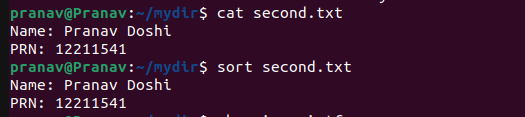 pranav@Pranav:~/mydir$ cat second.txt
Name: Pranav Doshi
PRN: 12211541
pranav@Pranav:~/mydir$ sort second.txt
Name: Pranav Doshi
PRN: 12211541